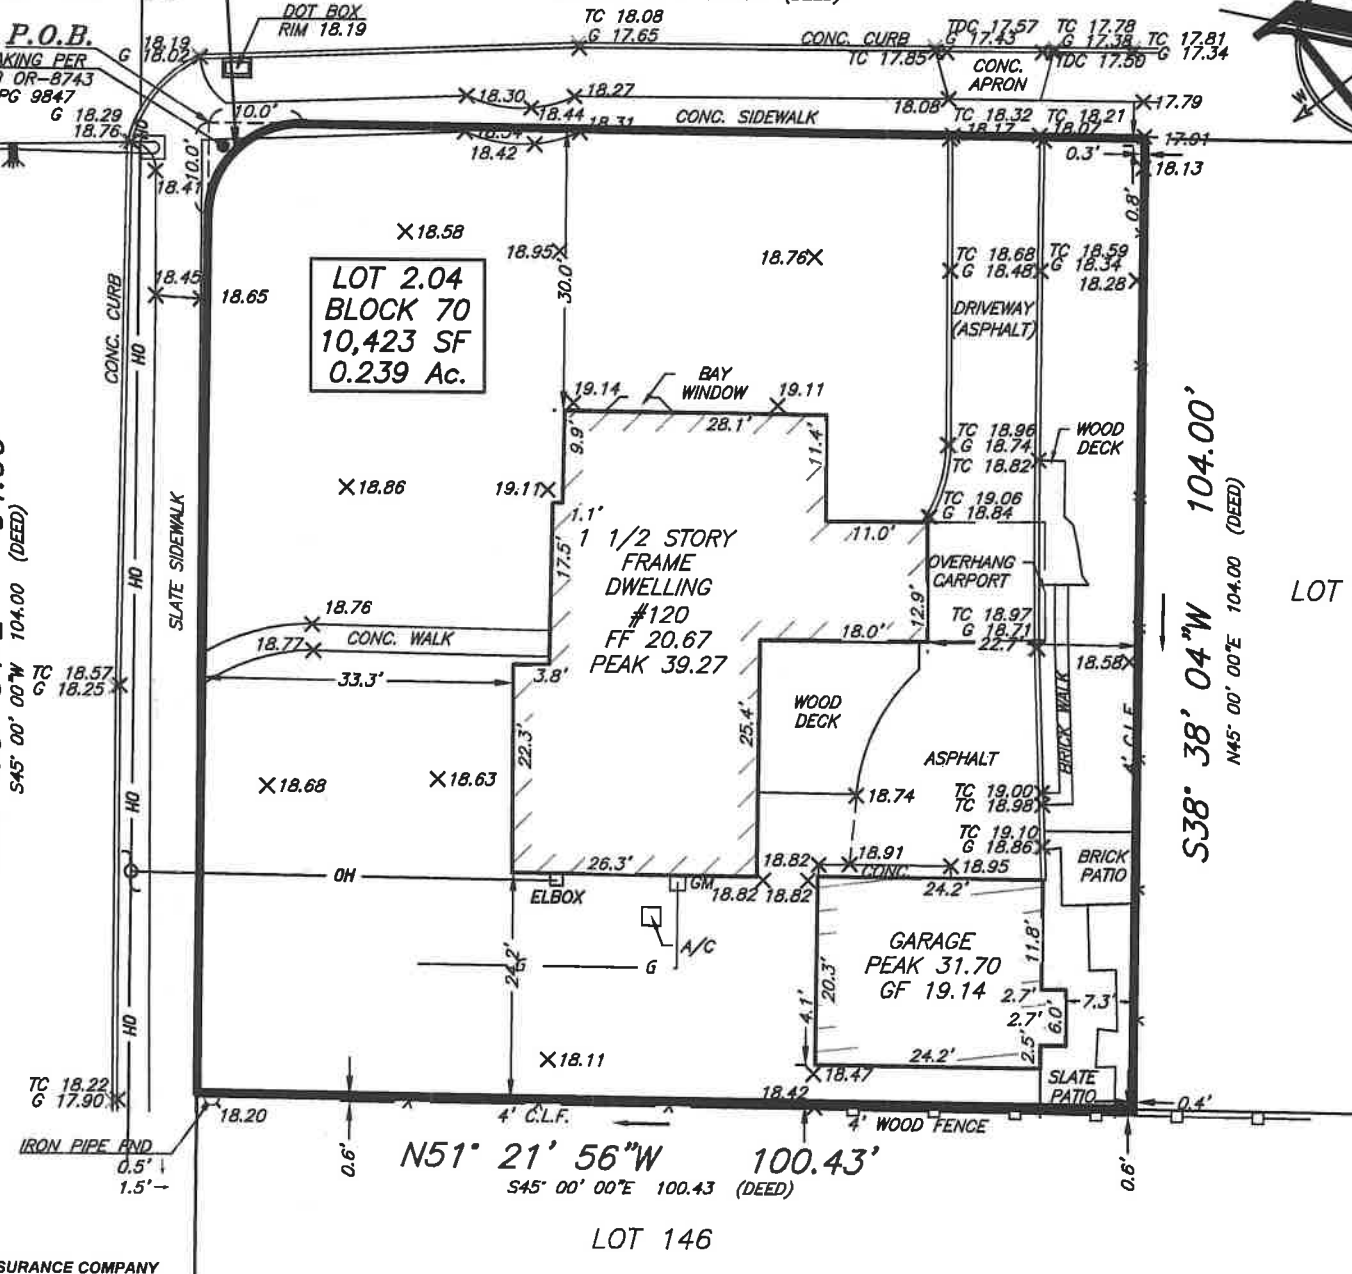 (DEED)
DOT BOX
RIM 18.19
P.O.B.
TAKING PER
OR-8743
PG 9847
G 18.19
18.02
G 18.29
18.76
TC 18.08
G 17.65
CONC. CURB
TDC 17.57
G 17.43
TC 17.85
TC 17.78
G 17.38
TDC 17.50
TC 17.81
G 17.34
CONC.
APRON
10.0'
10.0'
18.30
18.44
18.27
18.08
17.79
18.34
18.42
18.31
CONC. SIDEWALK
TC 18.32
18.17
TC 18.21
18.07
17.91
0.3'
18.13
0.8'
18.41
OH
18.58
18.95
30.0'
18.76
TC 18.68
G 18.48
TC 18.59
G 18.34
18.28
18.45
18.65
LOT 2.04
BLOCK 70
10,423 SF
0.239 Ac.
DRIVEWAY
(ASPHALT)
CONC. CURB
OH
19.14
BAY
WINDOW
19.11
28.1'
9.9'
11.4'
TC 18.96
G 18.74
TC 18.82
WOOD
DECK
18.86
19.11
1.1'
TC 19.06
G 18.84
11.0'
SLATE SIDEWALK
17.5'
1 1/2 STORY
FRAME
DWELLING
#120
FF 20.67
PEAK 39.27
OVERHANG
CARPORT
12.9'
S38° 38' 04"W 104.00'
N45° 00' 00"E 104.00 (DEED)
LOT
S45° 00' 00"W 104.00 (DEED)
OH
18.76
18.77
CONC. WALK
18.0'
TC 18.97
G 18.71
22.7'
18.58
TC 18.57
G 18.25
33.3'
3.8'
WOOD
DECK
22.3'
25.4'
BRICK WALK
4' C.L.F.
ASPHALT
18.68
18.63
18.74
TC 19.00
TC 18.98
OH
TC 19.10
G 18.86
BRICK
PATIO
OH
26.3'
18.82
18.91
CONC.
18.95
ELBOX
GM
18.82
18.82
24.2'
A/C
24.2'
G
G
GARAGE
PEAK 31.70
GF 19.14
11.8'
20.3'
4.1'
2.7'
2.7'
6.0'
7.3'
2.5'
OH
18.11
24.2'
18.47
TC 18.22
G 17.90
18.42
SLATE
PATIO
0.4'
18.20
4' C.L.F.
4' WOOD FENCE
IRON PIPE FND
0.5'
1.5'
0.6'
0.6'
N51° 21' 56"W 100.43'
S45° 00' 00"E 100.43 (DEED)
LOT 146
SURANCE COMPANY